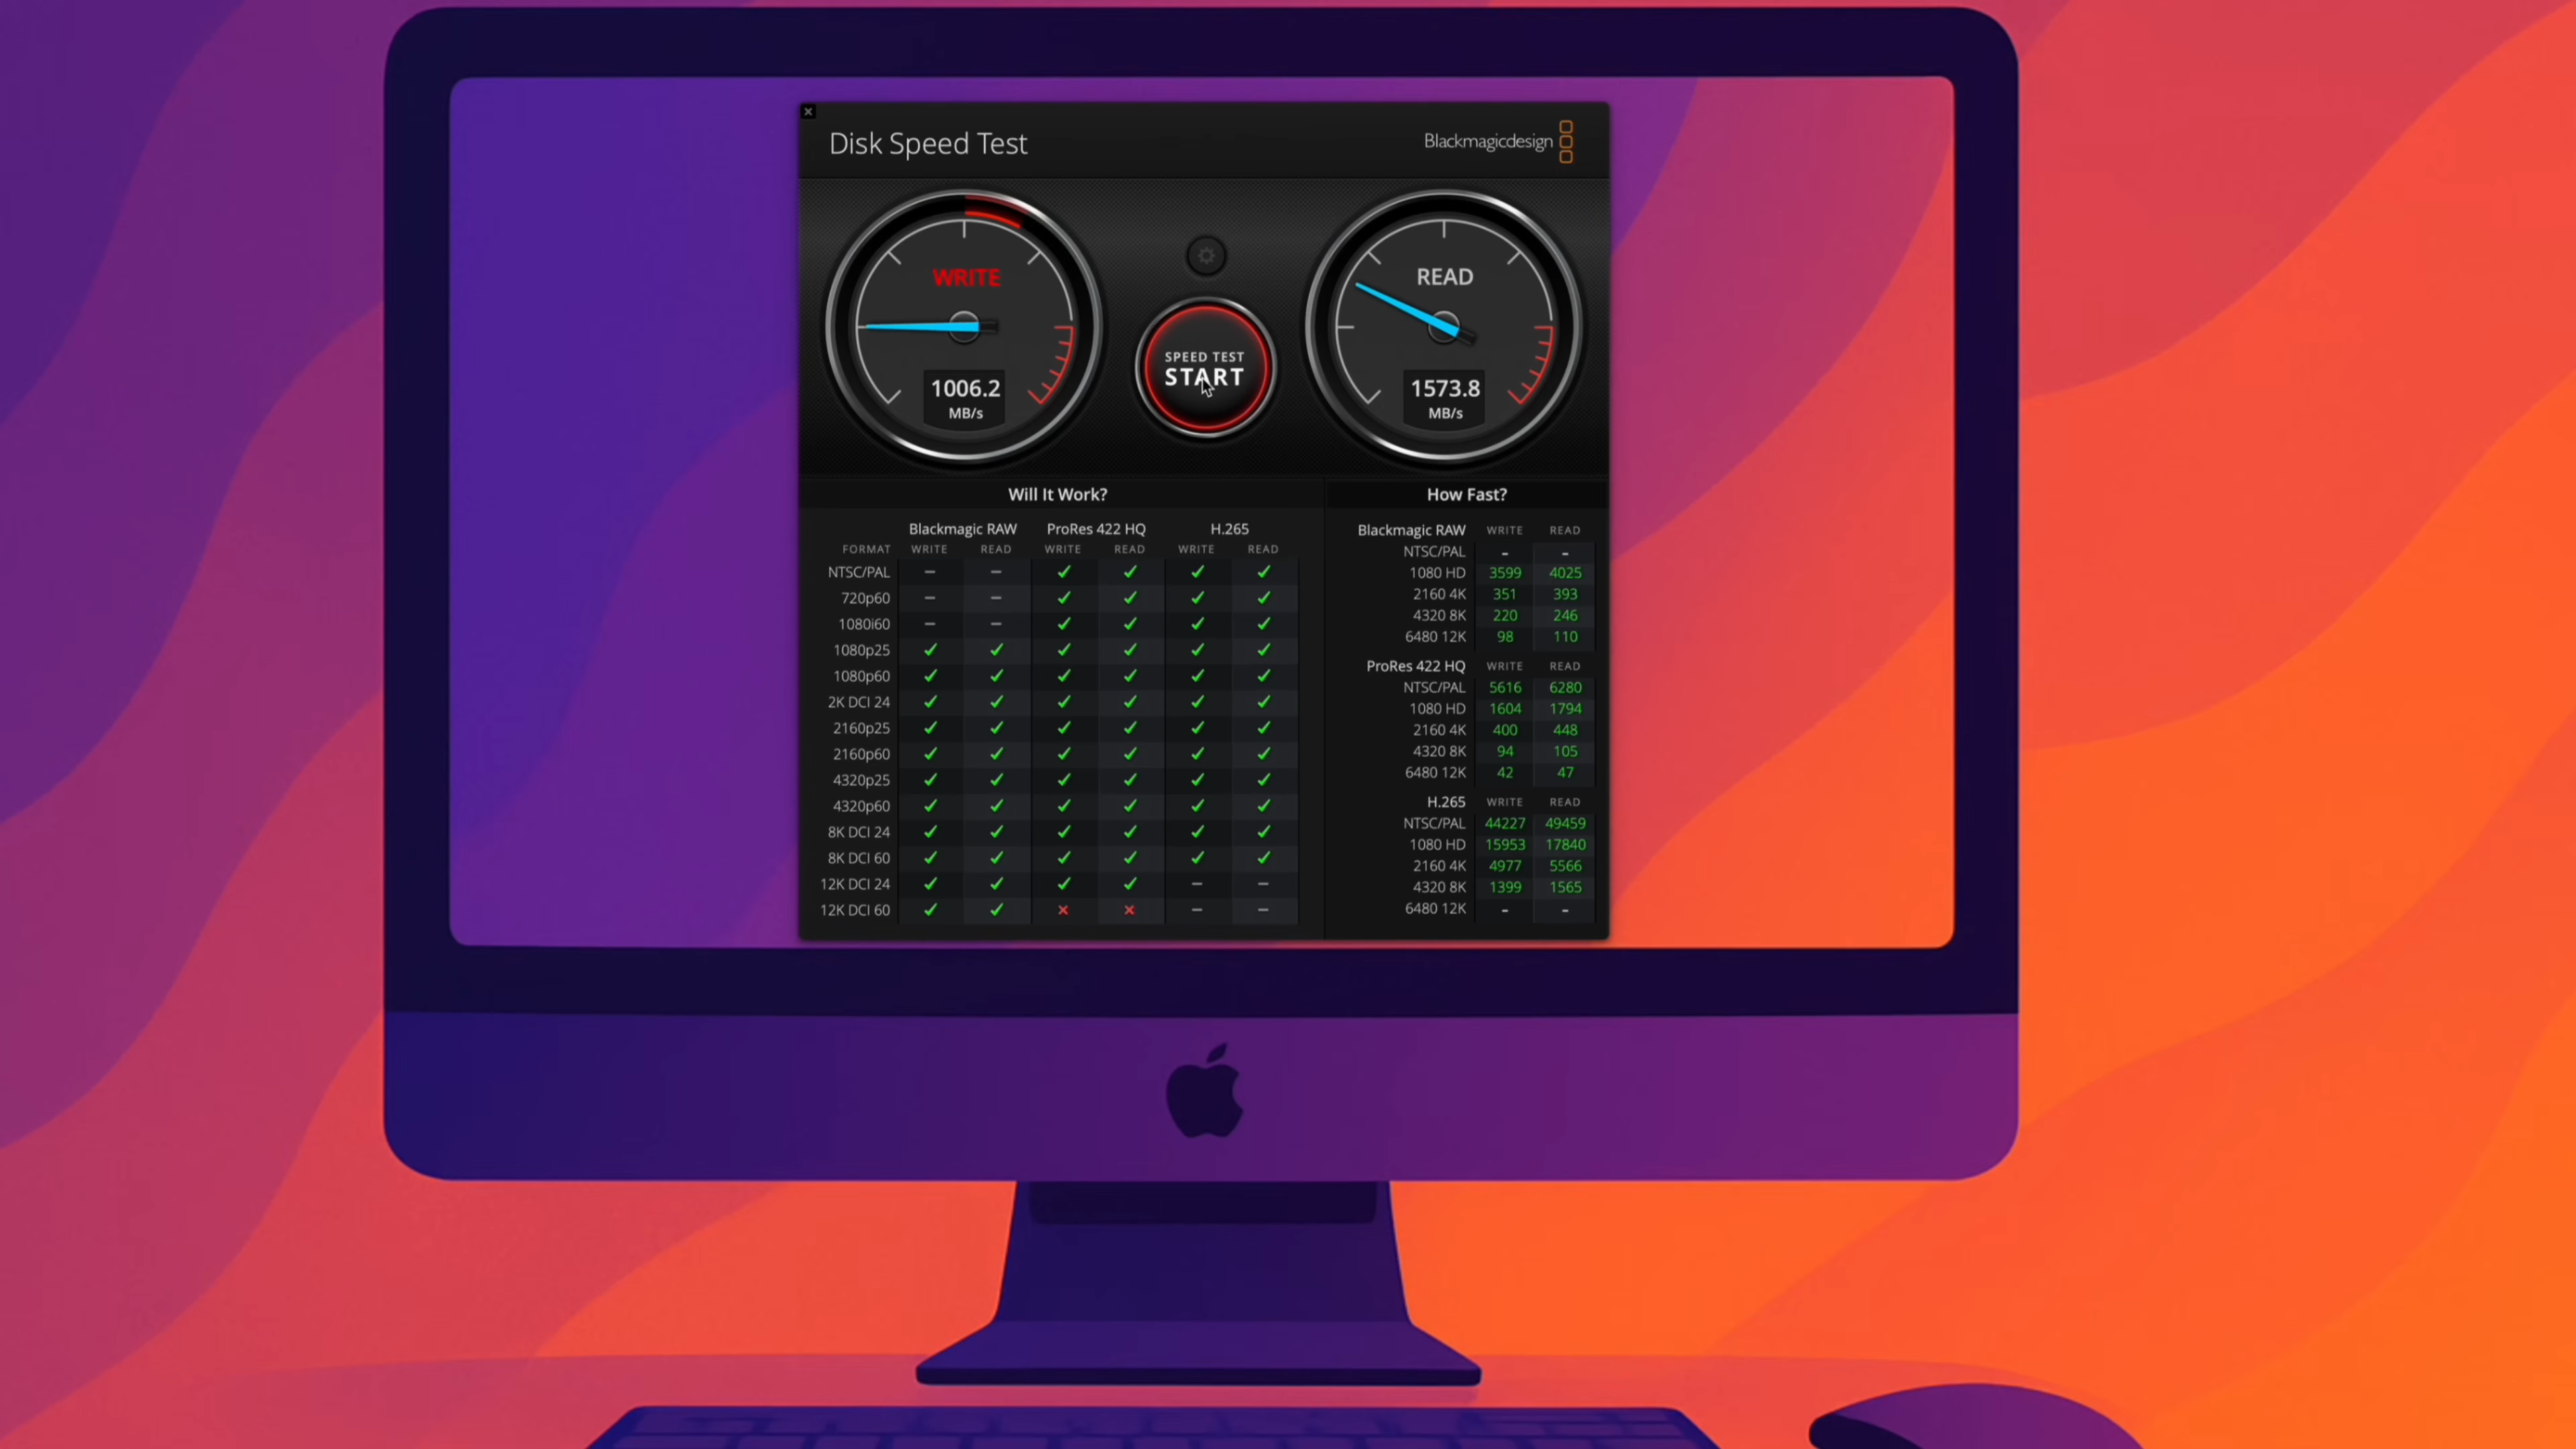 Disk Speed Test
Blackmagicdesign
WRITE
1006.2
MB/s
SPEED TEST
START
READ
1573.8
MB/s
Will It Work?
Blackmagic RAW ProRes 422 HQ H.265
FORMAT WRITE READ WRITE READ WRITE READ
NTSC/PAL – – ✓ ✓ ✓ ✓
720p60 – – ✓ ✓ ✓ ✓
1080i60 – – ✓ ✓ ✓ ✓
1080p25 ✓ ✓ ✓ ✓ ✓ ✓
1080p60 ✓ ✓ ✓ ✓ ✓ ✓
2K DCI 24 ✓ ✓ ✓ ✓ ✓ ✓
2160p25 ✓ ✓ ✓ ✓ ✓ ✓
2160p60 ✓ ✓ ✓ ✓ ✓ ✓
4320p25 ✓ ✓ ✓ ✓ ✓ ✓
4320p60 ✓ ✓ ✓ ✓ ✓ ✓
8K DCI 24 ✓ ✓ ✓ ✓ ✓ ✓
8K DCI 60 ✓ ✓ ✓ ✓ ✓ ✓
12K DCI 24 ✓ ✓ ✓ ✓ – –
12K DCI 60 ✓ ✓ × × – –
How Fast?
Blackmagic RAW WRITE READ
NTSC/PAL - -
1080 HD 3599 4025
2160 4K 351 393
4320 8K 220 246
6480 12K 98 110
ProRes 422 HQ WRITE READ
NTSC/PAL 5616 6280
1080 HD 1604 1794
2160 4K 400 448
4320 8K 94 105
6480 12K 42 47
H.265 WRITE READ
NTSC/PAL 44227 49459
1080 HD 15953 17840
2160 4K 4977 5566
4320 8K 1399 1565
6480 12K - -